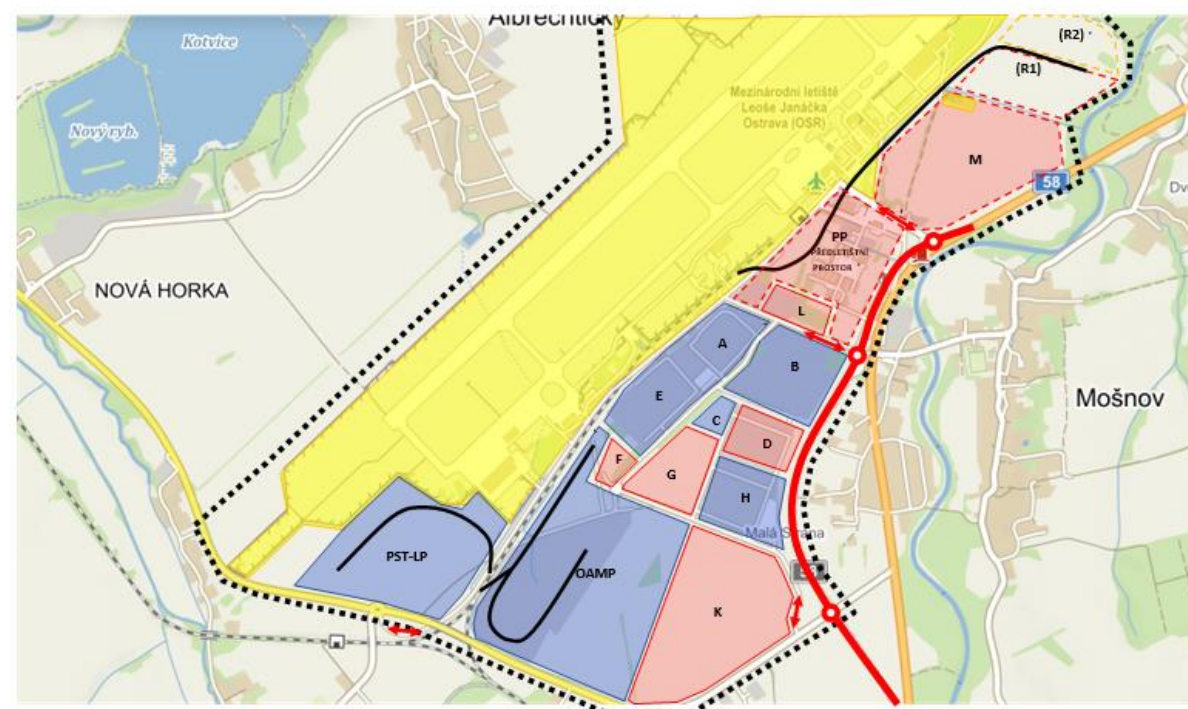 Albrechtičky
Kotvice
Nový ryb.
(R2)
(R1)
Mezinárodní letiště
Leoše Janáčka
Ostrava (OSR)
M
58
PP
PŘEDLETIŠTNÍ
PROSTOR
NOVÁ HORKA
L
A
B
E
Mošnov
C
D
F
G
H
Malá Strana
PST-LP
OAMP
K